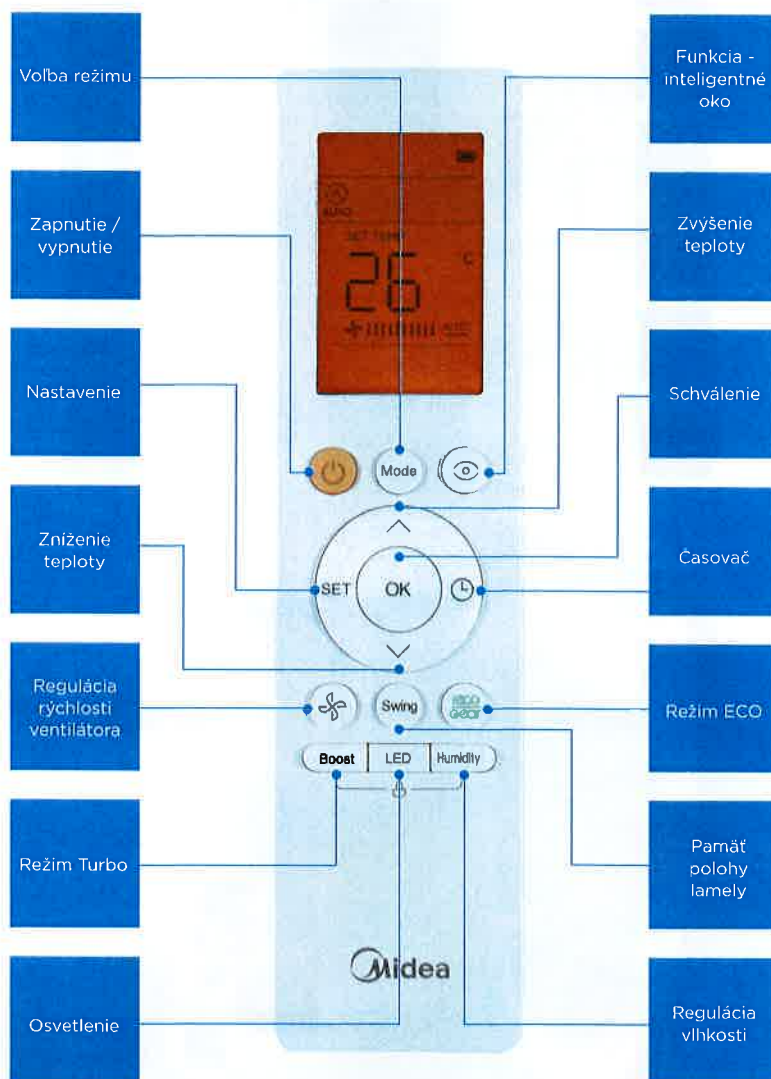 Voľba režimu
Funkcia -
inteligentné
oko
Zapnutie /
vypnutie
Zvýšenie
teploty
AUTO
SET TEMP
26
C
Nastavenie
Schválenie
Mode
Zníženie
teploty
Časovač
SET
OK
Regulácia
rýchlosti
ventilátora
Swing
Režim ECO
Boost
LED
Humidity
Režim Turbo
Pamäť
polohy
lamely
Midea
Osvetlenie
Regulácia
vlhkosti